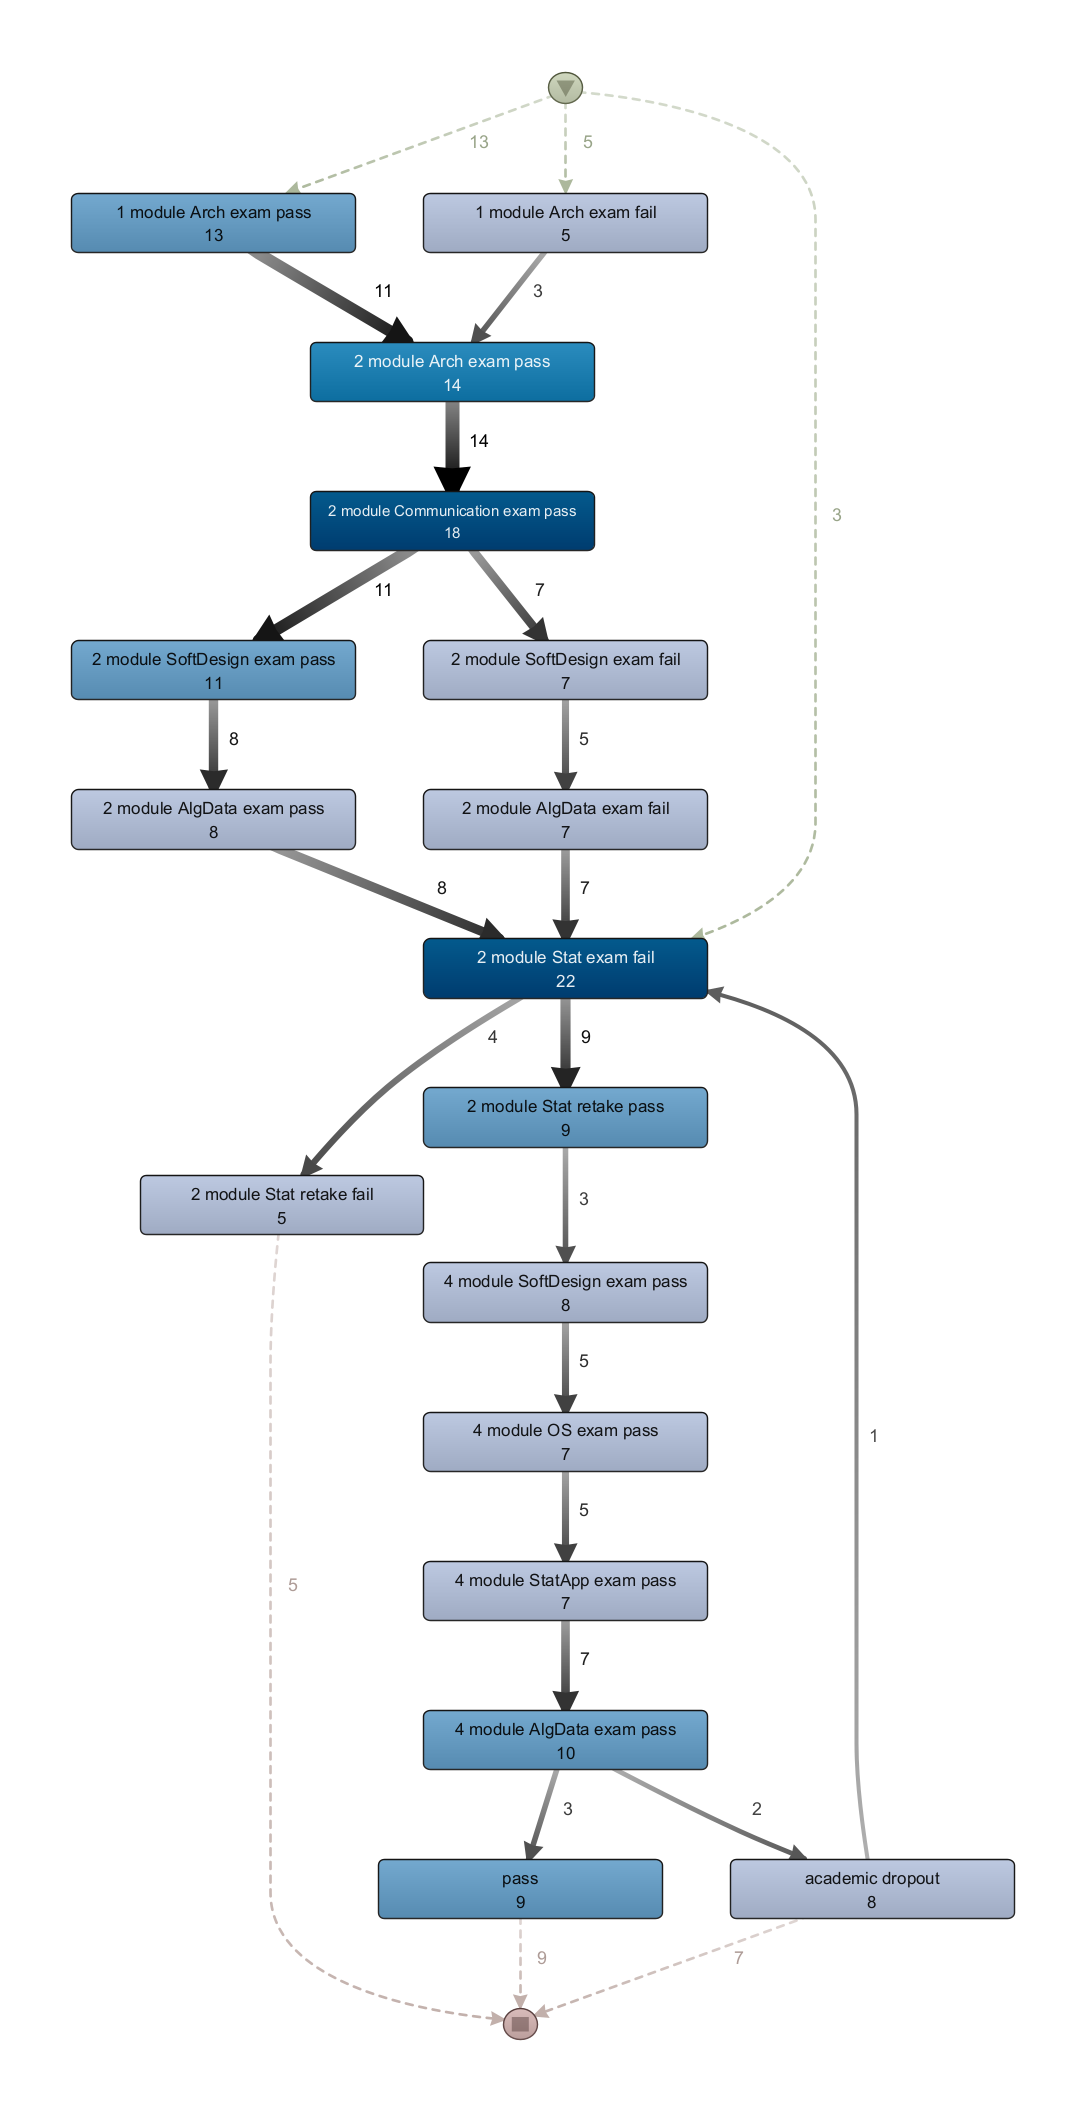 13
5
1 module Arch exam pass
13
1 module Arch exam fail
5
11
3
2 module Arch exam pass
14
14
2 module Communication exam pass
18
3
11
7
2 module SoftDesign exam pass
11
2 module SoftDesign exam fail
7
8
5
2 module AlgData exam pass
8
2 module AlgData exam fail
7
8
7
2 module Stat exam fail
22
4
9
2 module Stat retake pass
9
2 module Stat retake fail
5
3
4 module SoftDesign exam pass
8
5
4 module OS exam pass
7
1
5
4 module StatApp exam pass
7
5
7
4 module AlgData exam pass
10
3
2
pass
9
academic dropout
8
9
7